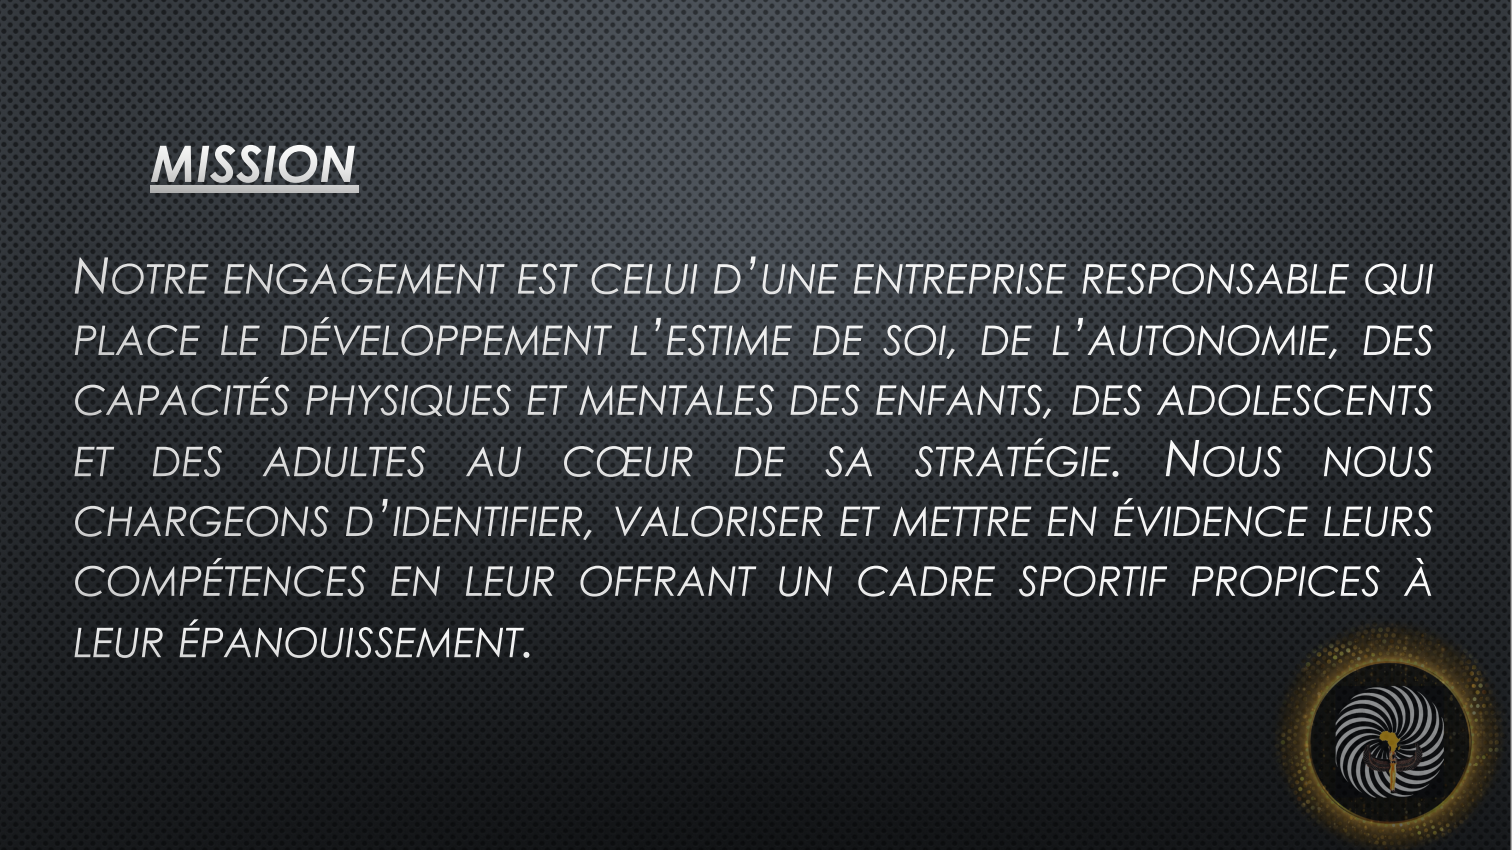 MISSION
NOTRE ENGAGEMENT EST CELUI D’UNE ENTREPRISE RESPONSABLE QUI
PLACE LE DÉVELOPPEMENT L’ESTIME DE SOI, DE L’AUTONOMIE, DES
CAPACITÉS PHYSIQUES ET MENTALES DES ENFANTS, DES ADOLESCENTS
ET DES ADULTES AU CŒUR DE SA STRATÉGIE. NOUS NOUS
CHARGEONS D’IDENTIFIER, VALORISER ET METTRE EN ÉVIDENCE LEURS
COMPÉTENCES EN LEUR OFFRANT UN CADRE SPORTIF PROPICES À
LEUR ÉPANOUISSEMENT.